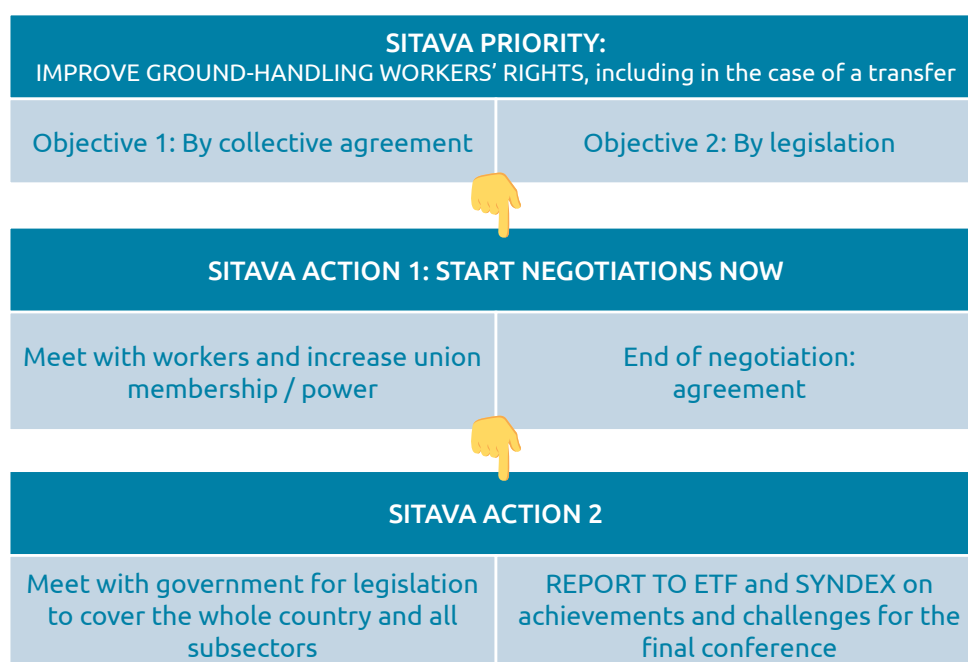 SITAVA PRIORITY:
IMPROVE GROUND-HANDLING WORKERS’ RIGHTS, including in the case of a transfer
Objective 1: By collective agreement
Objective 2: By legislation
SITAVA ACTION 1: START NEGOTIATIONS NOW
Meet with workers and increase union
membership / power
End of negotiation:
agreement
SITAVA ACTION 2
Meet with government for legislation
to cover the whole country and all
subsectors
REPORT TO ETF and SYNDEX on
achievements and challenges for the
final conference